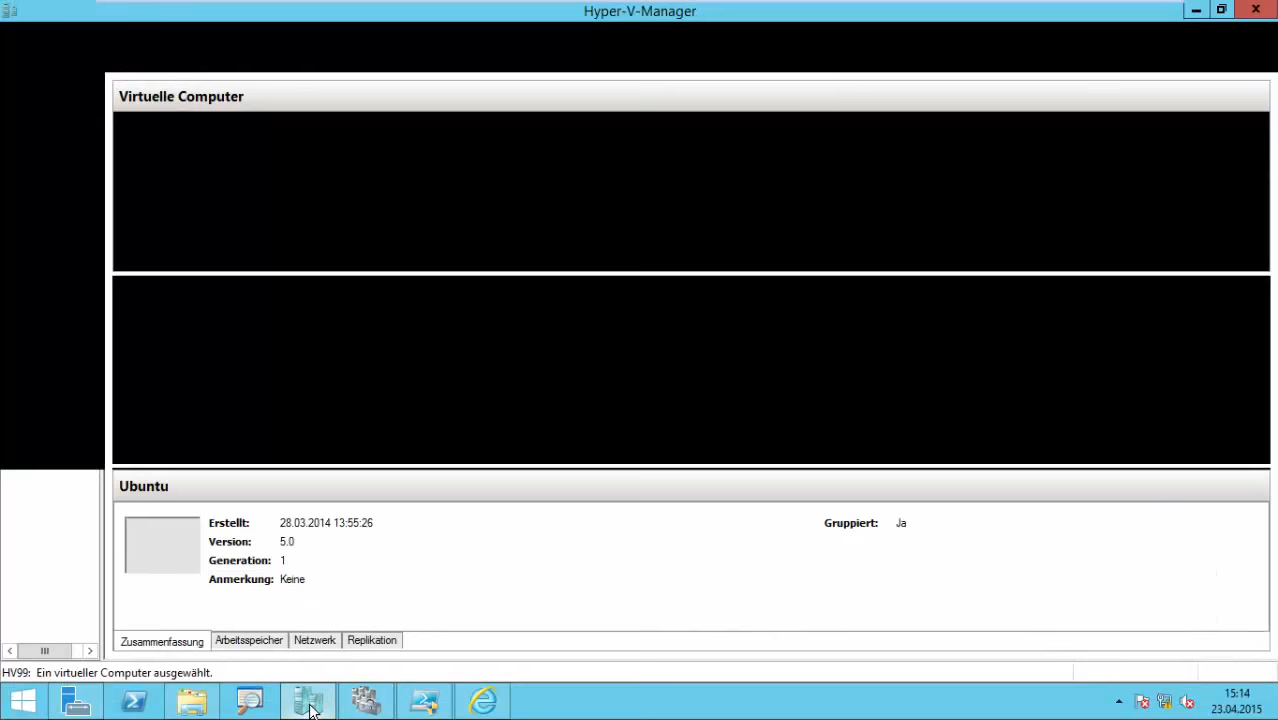 Hyper-V-Manager
Virtuelle Computer
Ubuntu
Erstellt: 28.03.2014 13:55:26 Gruppiert: Ja
Version: 5.0
Generation: 1
Anmerkung: Keine
Zusammenfassung Arbeitsspeicher Netzwerk Replikation
HV99: Ein virtueller Computer ausgewählt.
15:14
23.04.2015